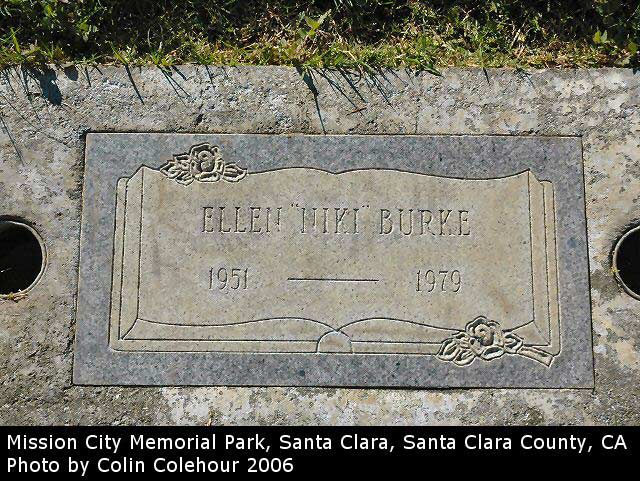 ELLEN "NIKI" BURKE
1951 — 1979
Mission City Memorial Park, Santa Clara, Santa Clara County, CA
Photo by Colin Colehour 2006